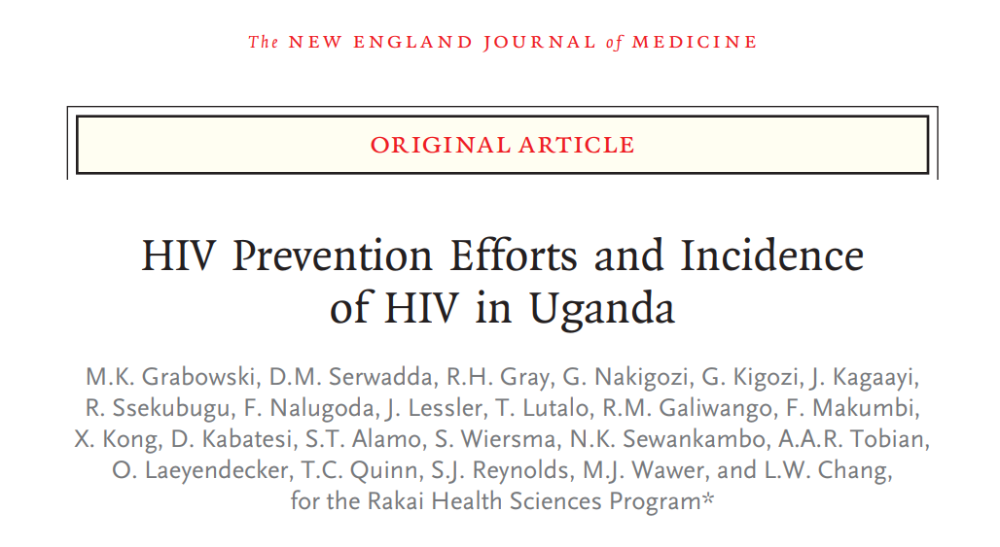 The NEW ENGLAND JOURNAL of MEDICINE
ORIGINAL ARTICLE
HIV Prevention Efforts and Incidence
of HIV in Uganda
M.K. Grabowski, D.M. Serwadda, R.H. Gray, G. Nakigozi, G. Kigozi, J. Kagaayi,
R. Ssekubugu, F. Nalugoda, J. Lessler, T. Lutalo, R.M. Galiwango, F. Makumbi,
X. Kong, D. Kabatesi, S.T. Alamo, S. Wiersma, N.K. Sewankambo, A.A.R. Tobian,
O. Laeyendecker, T.C. Quinn, S.J. Reynolds, M.J. Wawer, and L.W. Chang,
for the Rakai Health Sciences Program*